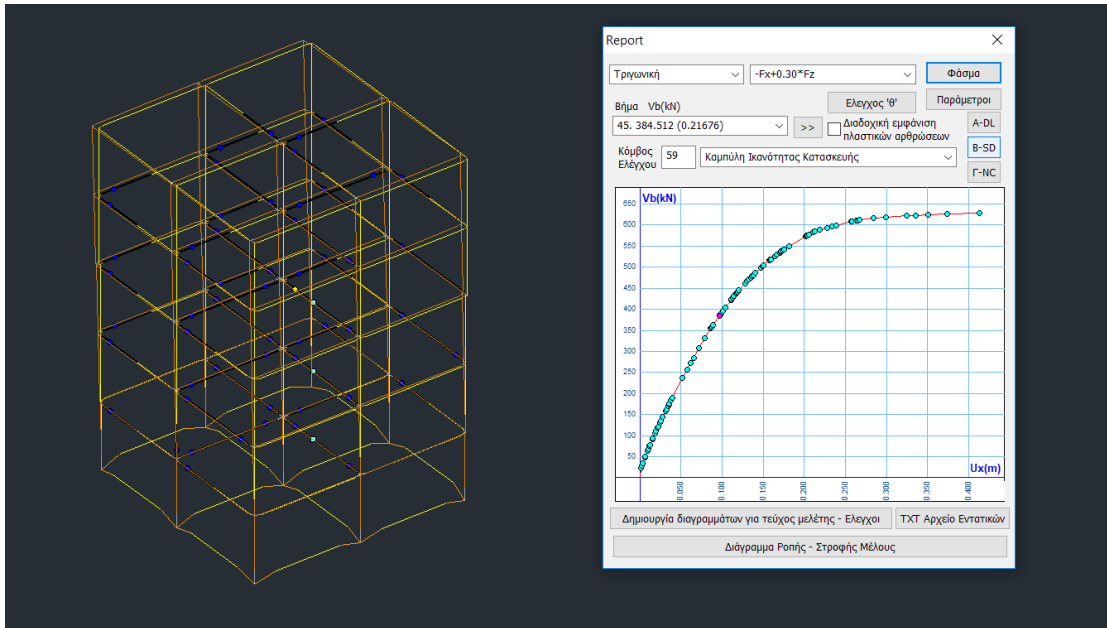 Report
Τριγωνική -Fx+0.30*Fz Φάσμα
Βήμα Vb(kN) Ελεγχος 'θ' Παράμετροι
45. 384.512 (0.21676) >> Διαδοχική εμφάνιση πλαστικών αρθρώσεων A-DL
Κόμβος Ελέγχου 59 Καμπύλη Ικανότητας Κατασκευής B-SD
Γ-NC
Vb(kN)
650
600
550
500
450
400
350
300
250
200
150
100
50
Ux(m)
0.050 0.100 0.150 0.200 0.250 0.300 0.350 0.400
Δημιουργία διαγραμμάτων για τεύχος μελέτης - Ελεγχοι TXT Αρχείο Εντατικών
Διάγραμμα Ροπής - Στροφής Μέλους